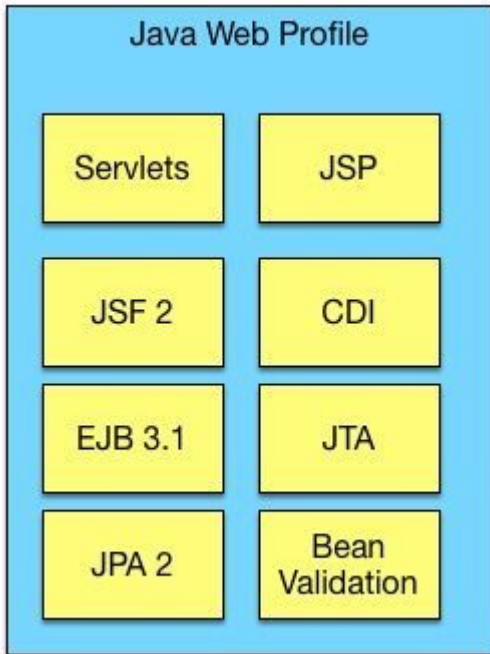 Java Web Profile
Servlets
JSP
JSF 2
CDI
EJB 3.1
JTA
JPA 2
Bean
Validation